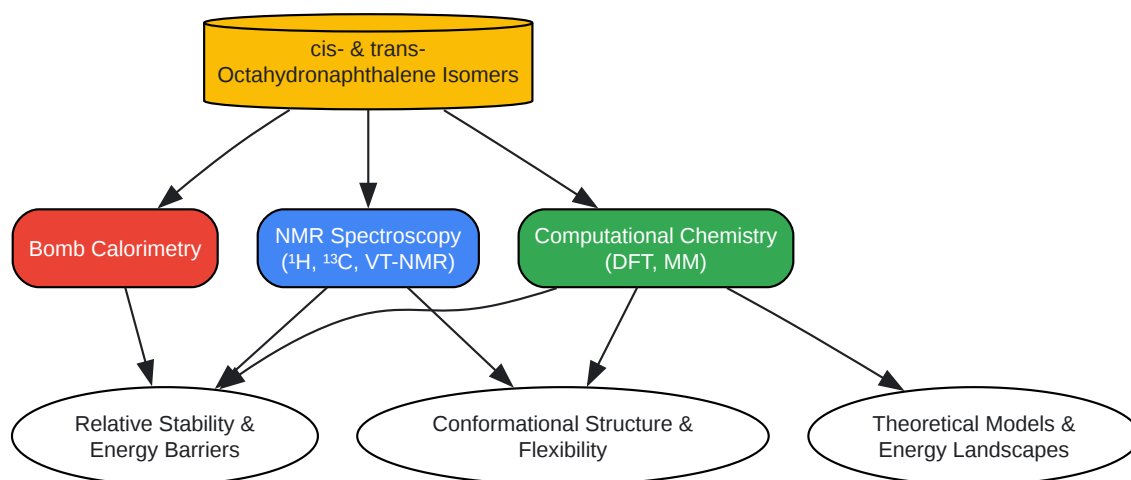 cis- & trans-
Octahydronaphthalene Isomers
Bomb Calorimetry
NMR Spectroscopy
(¹H, ¹³C, VT-NMR)
Computational Chemistry
(DFT, MM)
Relative Stability &
Energy Barriers
Conformational Structure &
Flexibility
Theoretical Models &
Energy Landscapes